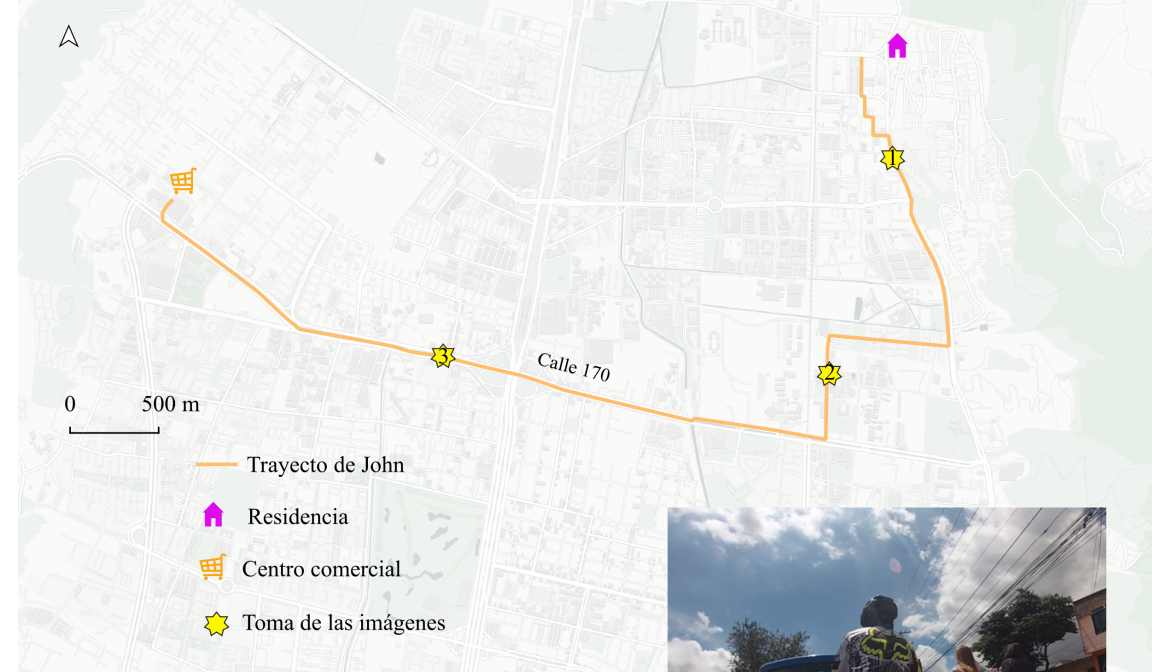 1
2
3
Calle 170
0 500 m
Trayecto de John
Residencia
Centro comercial
Toma de las imágenes